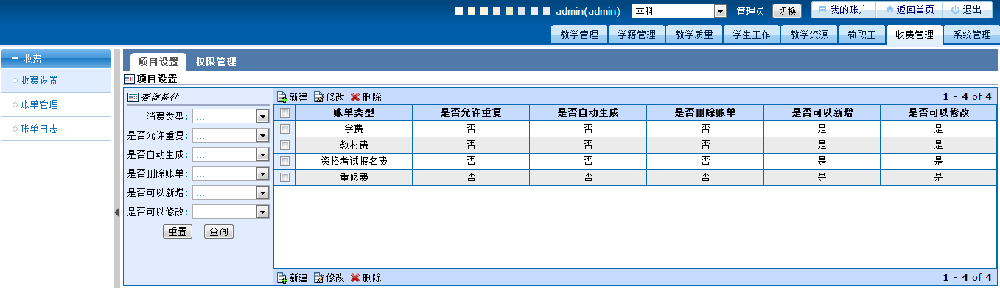 admin(admin) 本科 管理员 切换 我的账户 返回首页 退出
教学管理 学籍管理 教学质量 学生工作 教学资源 教职工 收费管理 系统管理
收费
收费设置
账单管理
账单日志
项目设置 权限管理
项目设置
查询条件
消费类型: ...
是否允许重复: ...
是否自动生成: ...
是否删除账单: ...
是否可以新增: ...
是否可以修改: ...
重置 查询
新建 修改 删除 1 - 4 of 4
账单类型 是否允许重复 是否自动生成 是否删除账单 是否可以新增 是否可以修改
学费 否 否 否 是 是
教材费 否 否 否 是 是
资格考试报名费 否 否 否 是 是
重修费 否 否 否 是 是
新建 修改 删除 1 - 4 of 4